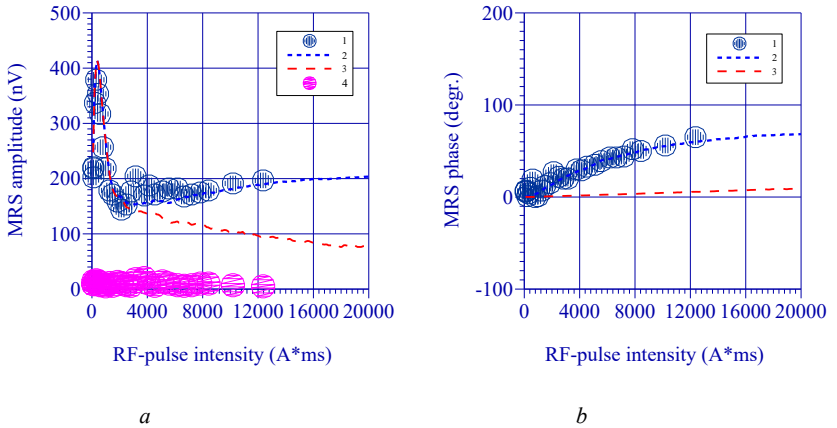 MRS amplitude (nV)
500
400
300
200
100
0
0 4000 8000 12000 16000 20000
RF-pulse intensity (A*ms)
1
2
3
4
a
MRS phase (degr.)
100
0
-100
0 4000 8000 12000 16000 20000
RF-pulse intensity (A*ms)
1
2
3
b